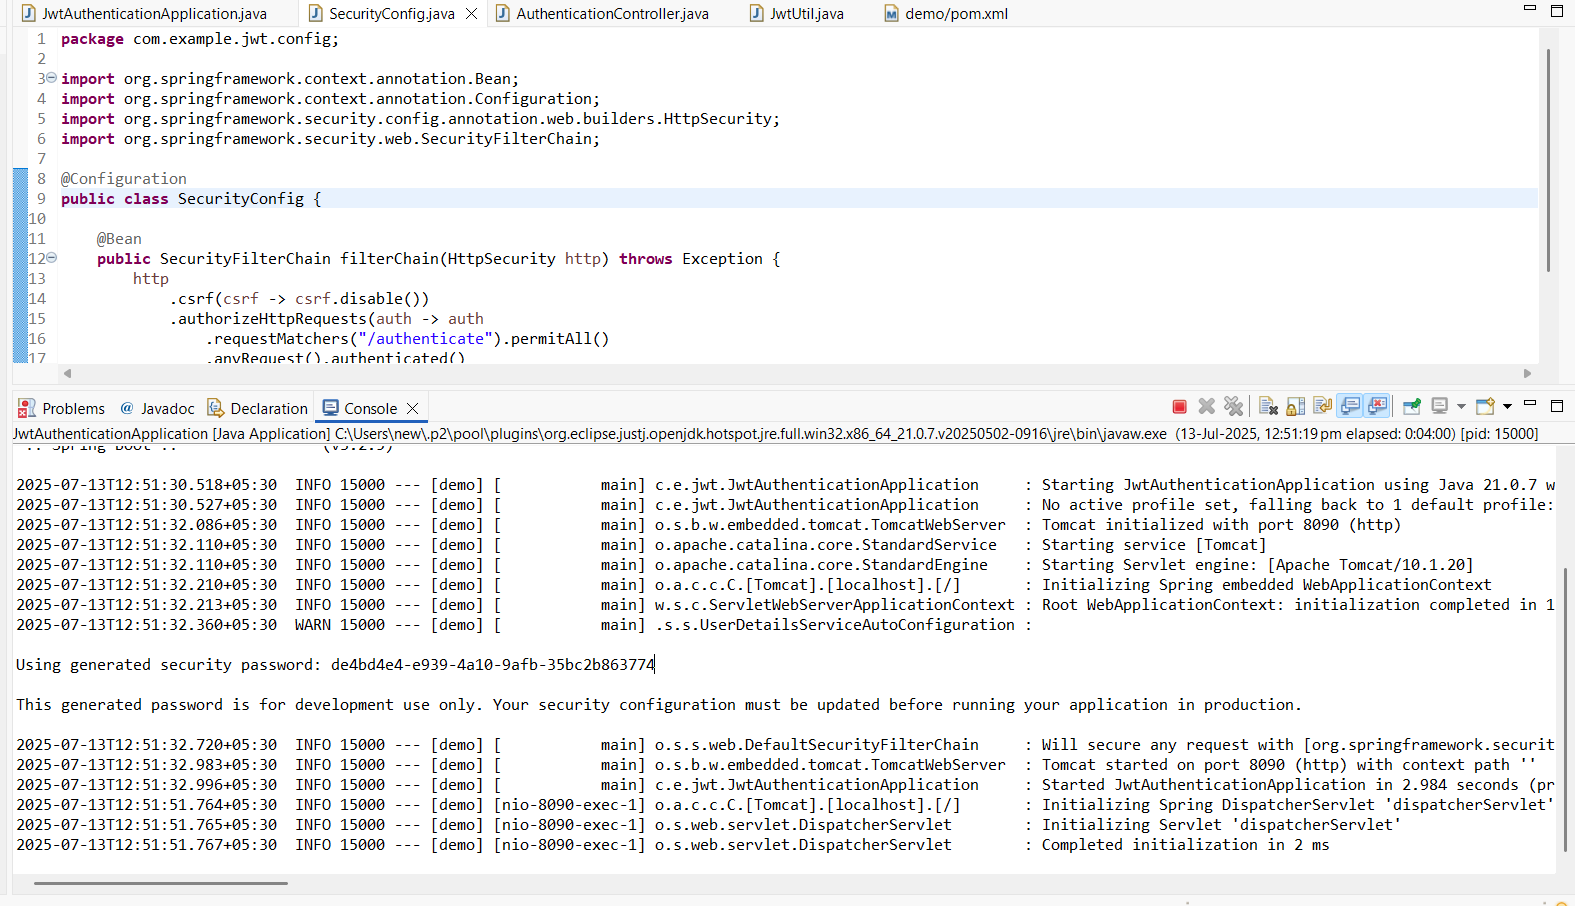 JwtAuthenticationApplication.java
SecurityConfig.java
AuthenticationController.java
JwtUtil.java
demo/pom.xml
1 package com.example.jwt.config;
2
3 import org.springframework.context.annotation.Bean;
4 import org.springframework.context.annotation.Configuration;
5 import org.springframework.security.config.annotation.web.builders.HttpSecurity;
6 import org.springframework.security.web.SecurityFilterChain;
7
8 @Configuration
9 public class SecurityConfig {
10
11 @Bean
12 public SecurityFilterChain filterChain(HttpSecurity http) throws Exception {
13 http
14 .csrf(csrf -> csrf.disable())
15 .authorizeHttpRequests(auth -> auth
16 .requestMatchers("/authenticate").permitAll()
17 .anyRequest().authenticated()
Problems @ Javadoc Declaration Console
JwtAuthenticationApplication [Java Application] C:\Users\new\.p2\pool\plugins\org.eclipse.justj.openjdk.hotspot.jre.full.win32.x86_64_21.0.7.v20250502-0916\jre\bin\javaw.exe (13-Jul-2025, 12:51:19 pm elapsed: 0:04:00) [pid: 15000]
:: Spring Boot :: (v3.2.5)
2025-07-13T12:51:30.518+05:30 INFO 15000 --- [demo] [ main] c.e.jwt.JwtAuthenticationApplication : Starting JwtAuthenticationApplication using Java 21.0.7 w
2025-07-13T12:51:30.527+05:30 INFO 15000 --- [demo] [ main] c.e.jwt.JwtAuthenticationApplication : No active profile set, falling back to 1 default profile:
2025-07-13T12:51:32.086+05:30 INFO 15000 --- [demo] [ main] o.s.b.w.embedded.tomcat.TomcatWebServer : Tomcat initialized with port 8090 (http)
2025-07-13T12:51:32.110+05:30 INFO 15000 --- [demo] [ main] o.apache.catalina.core.StandardService : Starting service [Tomcat]
2025-07-13T12:51:32.110+05:30 INFO 15000 --- [demo] [ main] o.apache.catalina.core.StandardEngine : Starting Servlet engine: [Apache Tomcat/10.1.20]
2025-07-13T12:51:32.210+05:30 INFO 15000 --- [demo] [ main] o.a.c.c.C.[Tomcat].[localhost].[/] : Initializing Spring embedded WebApplicationContext
2025-07-13T12:51:32.213+05:30 INFO 15000 --- [demo] [ main] w.s.c.ServletWebServerApplicationContext : Root WebApplicationContext: initialization completed in 1
2025-07-13T12:51:32.360+05:30 WARN 15000 --- [demo] [ main] .s.s.UserDetailsServiceAutoConfiguration :
Using generated security password: de4bd4e4-e939-4a10-9afb-35bc2b863774
This generated password is for development use only. Your security configuration must be updated before running your application in production.
2025-07-13T12:51:32.720+05:30 INFO 15000 --- [demo] [ main] o.s.s.web.DefaultSecurityFilterChain : Will secure any request with [org.springframework.securit
2025-07-13T12:51:32.983+05:30 INFO 15000 --- [demo] [ main] o.s.b.w.embedded.tomcat.TomcatWebServer : Tomcat started on port 8090 (http) with context path ''
2025-07-13T12:51:32.996+05:30 INFO 15000 --- [demo] [ main] c.e.jwt.JwtAuthenticationApplication : Started JwtAuthenticationApplication in 2.984 seconds (pr
2025-07-13T12:51:51.764+05:30 INFO 15000 --- [demo] [nio-8090-exec-1] o.a.c.c.C.[Tomcat].[localhost].[/] : Initializing Spring DispatcherServlet 'dispatcherServlet'
2025-07-13T12:51:51.765+05:30 INFO 15000 --- [demo] [nio-8090-exec-1] o.s.web.servlet.DispatcherServlet : Initializing Servlet 'dispatcherServlet'
2025-07-13T12:51:51.767+05:30 INFO 15000 --- [demo] [nio-8090-exec-1] o.s.web.servlet.DispatcherServlet : Completed initialization in 2 ms